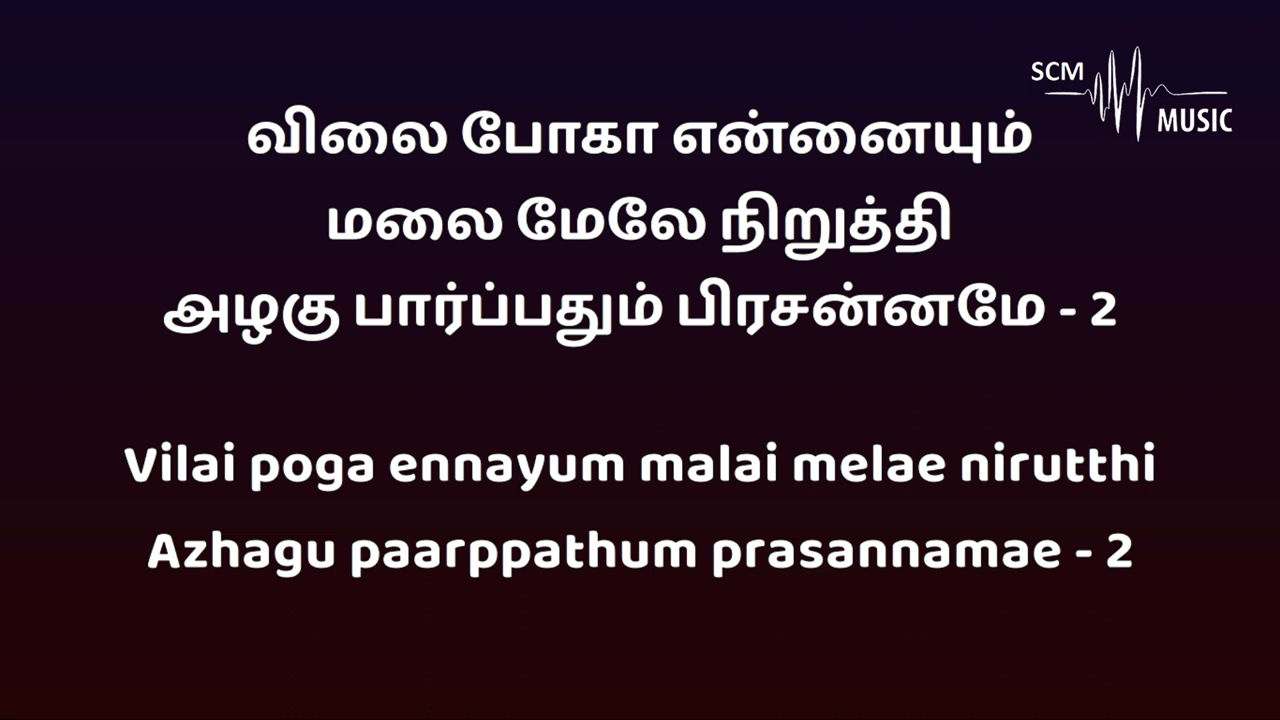 SCM
MUSIC
விலை போகா என்னையும்
மலை மேலே நிறுத்தி
அழகு பார்ப்பதும் பிரசன்னமே - 2
Vilai poga ennayum malai melae nirutthi
Azhagu paarppathum prasannamae - 2